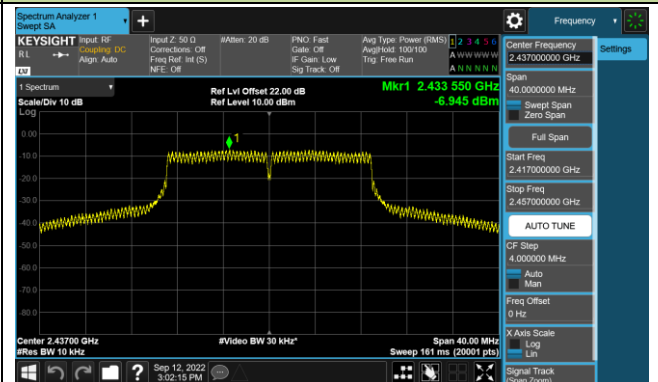 Spectrum Analyzer 1
Swept SA
Frequency
KEYSIGHT
RL
LXI
Input: RF
Coupling: DC
Align: Auto
Input Z: 50 Ω
Corrections: Off
Freq Ref: Int (S)
NFE: Off
#Atten: 20 dB
PNO: Fast
Gate: Off
IF Gain: Low
Sig Track: Off
Avg Type: Power (RMS)
Avg|Hold: 100/100
Trig: Free Run
1 2 3 4 5 6
A W W W W W
A N N N N N
1 Spectrum
Scale/Div 10 dB
Log
Ref Lvl Offset 22.00 dB
Ref Level 10.00 dBm
Mkr1 2.433 550 GHz
-6.945 dBm
1
0.00
-10.0
-20.0
-30.0
-40.0
-50.0
-60.0
-70.0
-80.0
Center 2.43700 GHz
#Res BW 10 kHz
#Video BW 30 kHz*
Span 40.00 MHz
Sweep 161 ms (20001 pts)
Sep 12, 2022
3:02:15 PM
Center Frequency
2.437000000 GHz
Span
40.0000000 MHz
Swept Span
Zero Span
Full Span
Start Freq
2.417000000 GHz
Stop Freq
2.457000000 GHz
AUTO TUNE
CF Step
4.000000 MHz
Auto
Man
Freq Offset
0 Hz
X Axis Scale
Log
Lin
Signal Track
(Span Zoom)
Settings